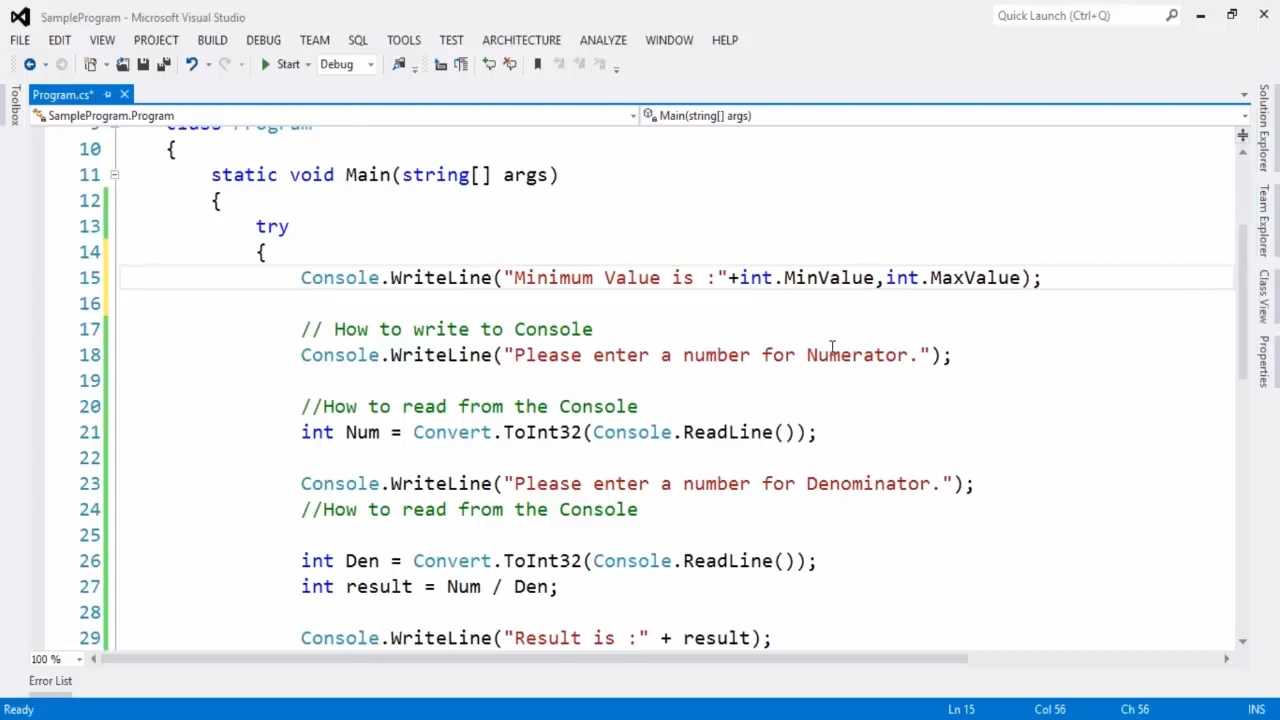 SampleProgram - Microsoft Visual Studio
Quick Launch (Ctrl+Q)
FILE EDIT VIEW PROJECT BUILD DEBUG TEAM SQL TOOLS TEST ARCHITECTURE ANALYZE WINDOW HELP
Start Debug
Toolbox
Program.cs*
SampleProgram.Program
Main(string[] args)
Solution Explorer
Team Explorer
Class View
Properties
9 class Program
10 {
11 static void Main(string[] args)
12 {
13 try
14 {
15 Console.WriteLine("Minimum Value is :"+int.MinValue,int.MaxValue);
16
17 // How to write to Console
18 Console.WriteLine("Please enter a number for Numerator.");
19
20 //How to read from the Console
21 int Num = Convert.ToInt32(Console.ReadLine());
22
23 Console.WriteLine("Please enter a number for Denominator.");
24 //How to read from the Console
25
26 int Den = Convert.ToInt32(Console.ReadLine());
27 int result = Num / Den;
28
29 Console.WriteLine("Result is :" + result);
100 %
Error List
Ready
Ln 15 Col 56 Ch 56 INS